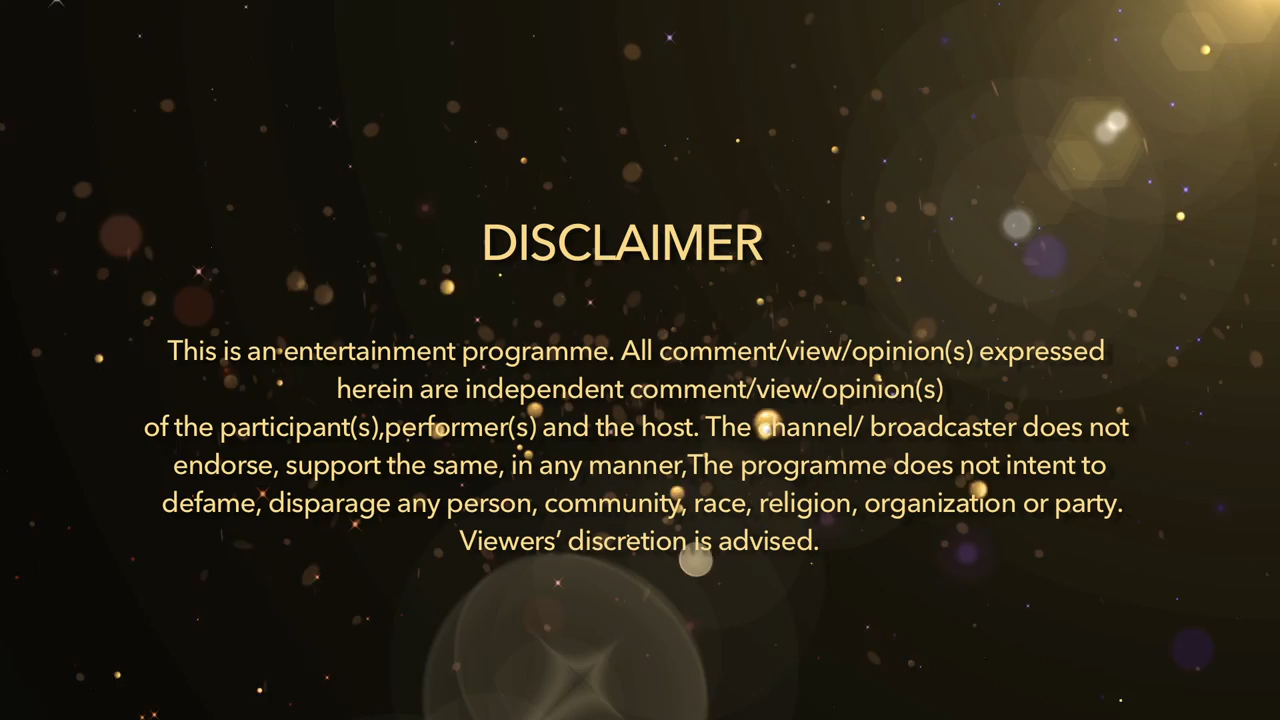 DISCLAIMER
This is an entertainment programme. All comment/view/opinion(s) expressed
herein are independent comment/view/opinion(s)
of the participant(s),performer(s) and the host. The channel/ broadcaster does not
endorse, support the same, in any manner,The programme does not intent to
defame, disparage any person, community, race, religion, organization or party.
Viewers’ discretion is advised.